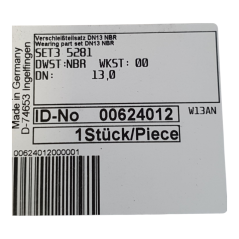 Verschleißteilsatz DN13 NBR
Wearing part set DN13 NBR
SET3 5281
DWST:NBR WKST: 00
DN: 13,0
Made in Germany
D-74653 Ingelfingen
ID-No 00624012
W13AN
1Stück/Piece
00624012000001